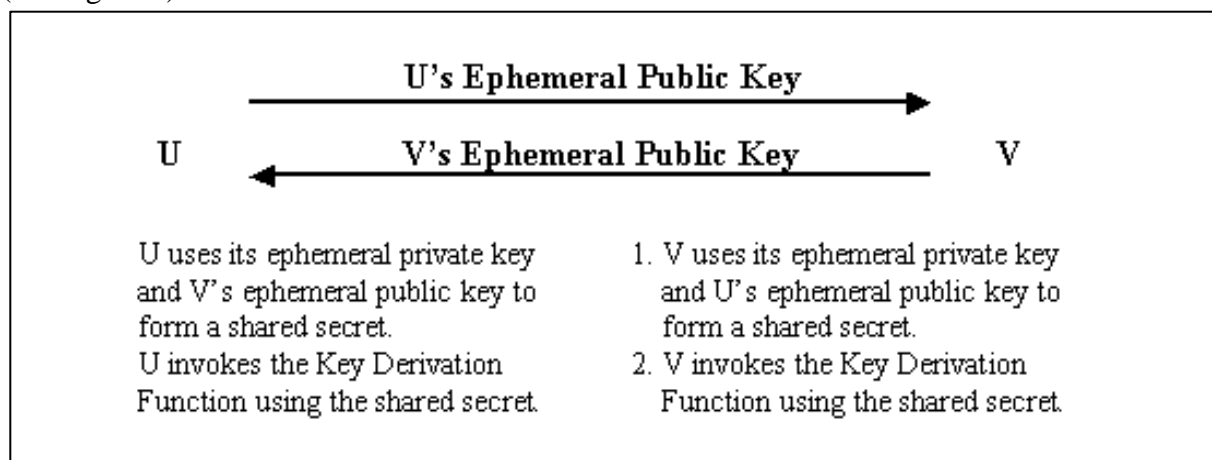 U's Ephemeral Public Key
U V's Ephemeral Public Key V
U uses its ephemeral private key
and V's ephemeral public key to
form a shared secret.
U invokes the Key Derivation
Function using the shared secret.
1. V uses its ephemeral private key
and U's ephemeral public key to
form a shared secret.
2. V invokes the Key Derivation
Function using the shared secret.